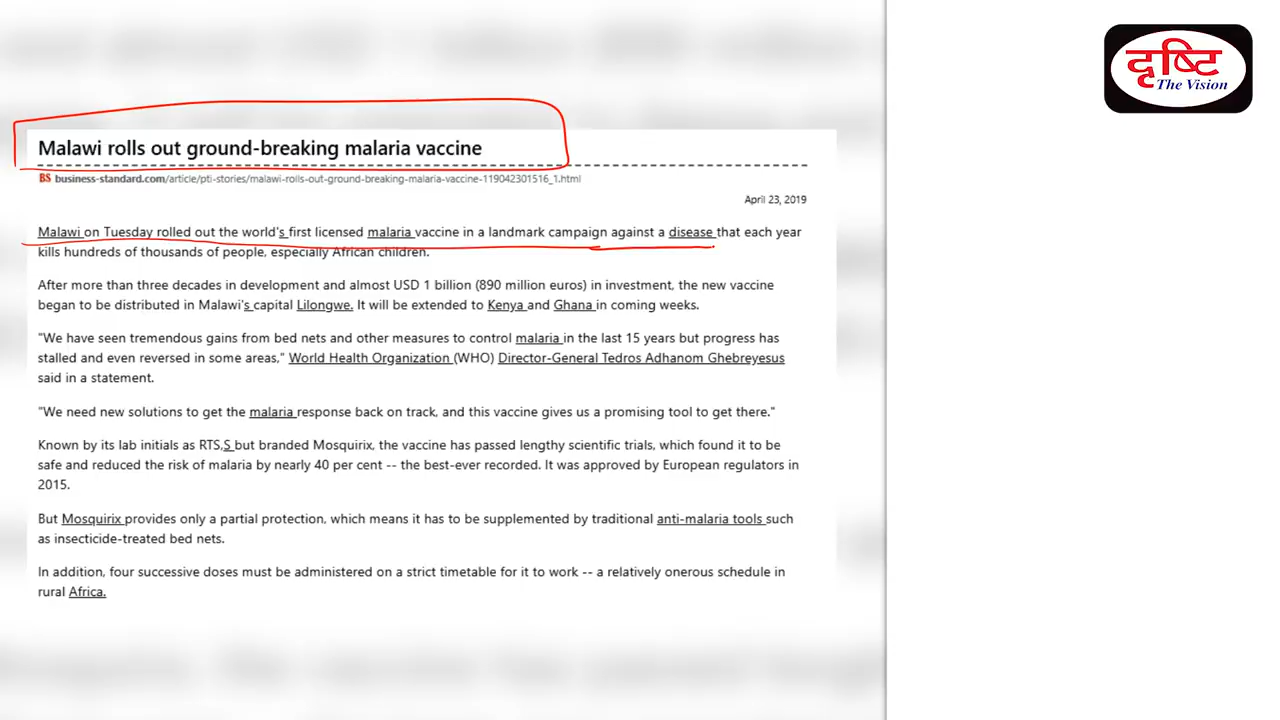 दृष्टि
The Vision
Malawi rolls out ground-breaking malaria vaccine
BS business-standard.com/article/pti-stories/malawi-rolls-out-ground-breaking-malaria-vaccine-119042301516_1.html
April 23, 2019
Malawi on Tuesday rolled out the world's first licensed malaria vaccine in a landmark campaign against a disease that each year
kills hundreds of thousands of people, especially African children.
After more than three decades in development and almost USD 1 billion (890 million euros) in investment, the new vaccine
began to be distributed in Malawi's capital Lilongwe. It will be extended to Kenya and Ghana in coming weeks.
"We have seen tremendous gains from bed nets and other measures to control malaria in the last 15 years but progress has
stalled and even reversed in some areas," World Health Organization (WHO) Director-General Tedros Adhanom Ghebreyesus
said in a statement.
"We need new solutions to get the malaria response back on track, and this vaccine gives us a promising tool to get there."
Known by its lab initials as RTS,S but branded Mosquirix, the vaccine has passed lengthy scientific trials, which found it to be
safe and reduced the risk of malaria by nearly 40 per cent -- the best-ever recorded. It was approved by European regulators in
2015.
But Mosquirix provides only a partial protection, which means it has to be supplemented by traditional anti-malaria tools such
as insecticide-treated bed nets.
In addition, four successive doses must be administered on a strict timetable for it to work -- a relatively onerous schedule in
rural Africa.